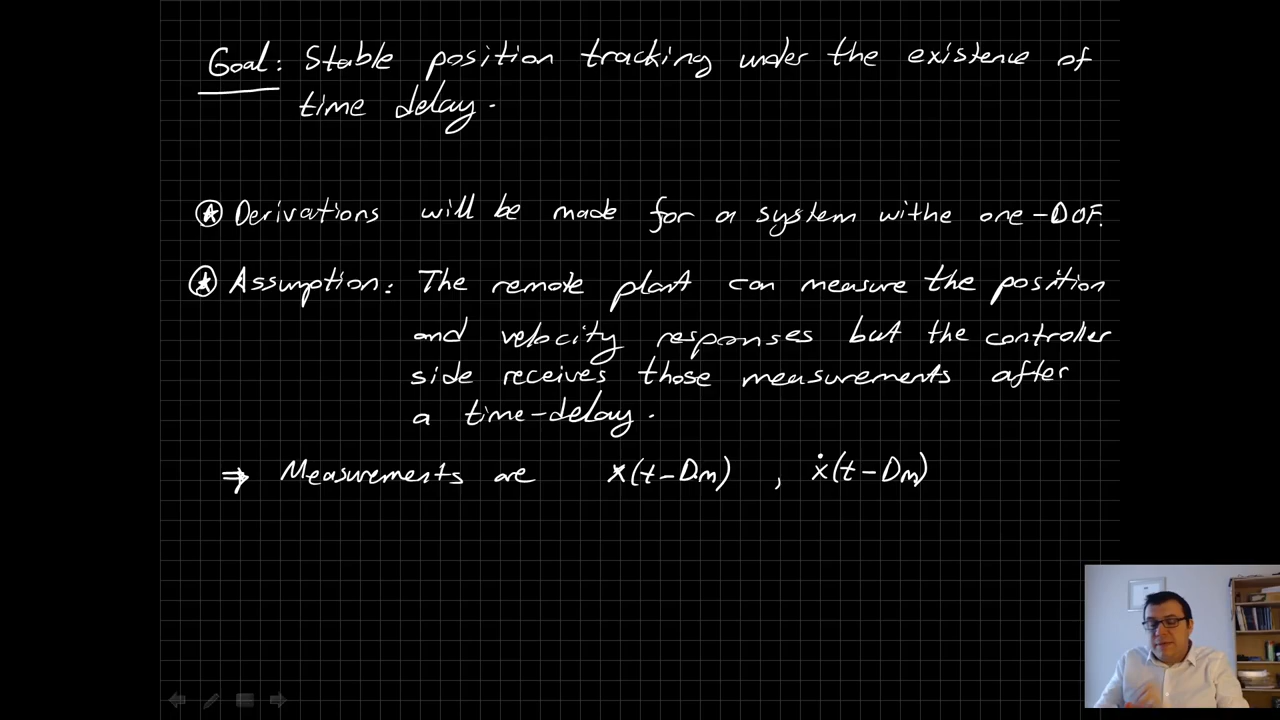 Goal: Stable position tracking under the existence of
time delay.
⍟ Derivations will be made for a system withe one-DOF.
⍟ Assumption: The remote plant can measure the position
and velocity responses but the controller
side receives those measurements after
a time-delay.
⇒ Measurements are x(t-Dm) , ẋ(t-Dm)